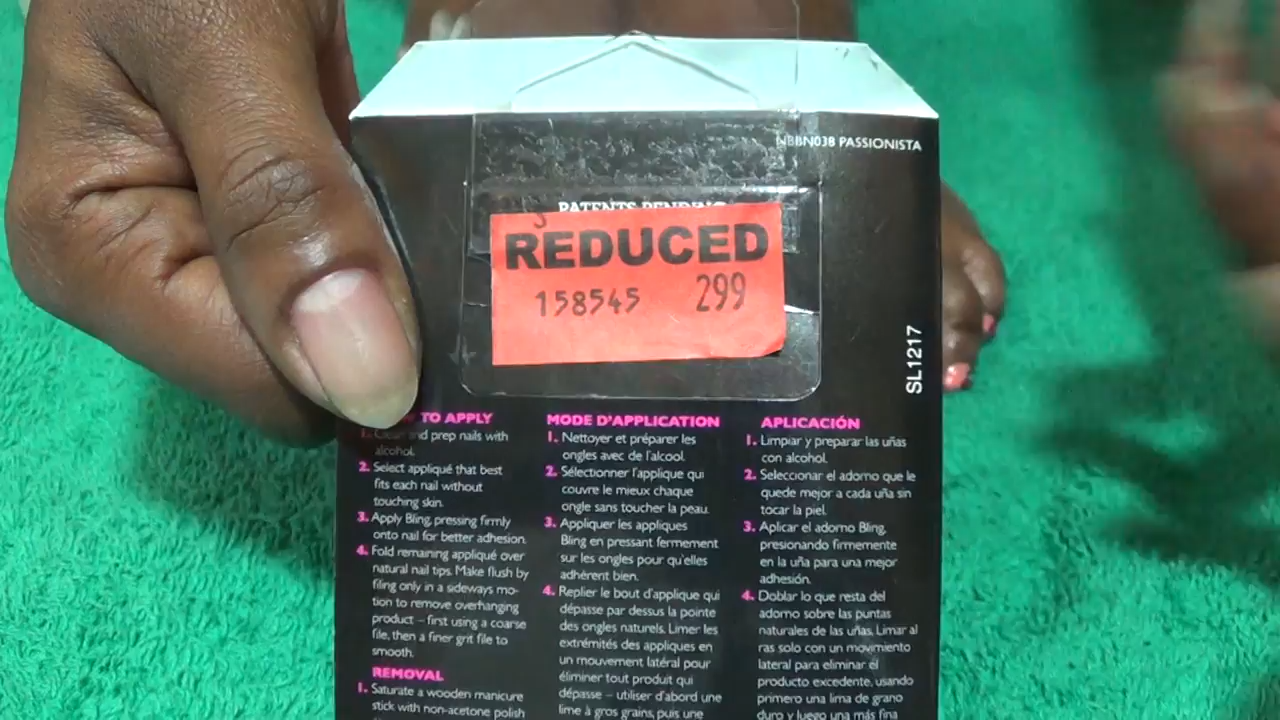 NBBN03B PASSIONISTA
PATENTS PENDING
REDUCED
158545 299
SL1217
TO APPLY
1. Clean and prep nails with
alcohol.
2. Select appliqué that best
fits each nail without
touching skin.
3. Apply Bling, pressing firmly
onto nail for better adhesion.
4. Fold remaining appliqué over
natural nail tips. Make flush by
filing only in a sideways mo-
tion to remove overhanging
product – first using a coarse
file, then a finer grit file to
smooth.
REMOVAL
1. Saturate a wooden manicure
stick with non-acetone polish
MODE D'APPLICATION
1. Nettoyer et préparer les
ongles avec de l'alcool.
2. Sélectionner l'applique qui
couvre le mieux chaque
ongle sans toucher la peau.
3. Appliquer les appliques
Bling en pressant fermement
sur les ongles pour qu'elles
adhérent bien.
4. Replier le bout d'applique qui
dépasse par dessus la pointe
des ongles naturels. Limer les
extrémités des appliques en
un mouvement latéral pour
éliminer tout produit qui
dépasse – utiliser d'abord une
lime à gros grains, puis une
APLICACIÓN
1. Limpiar y preparar las uñas
con alcohol.
2. Seleccionar el adorno que le
quede mejor a cada uña sin
tocar la piel.
3. Aplicar el adorno Bling,
presionando firmemente
en la uña para una mejor
adhesión.
4. Doblar lo que resta del
adorno sobre las puntas
naturales de las uñas. Limar al
ras solo con un movimiento
lateral para eliminar el
producto excedente, usando
primero una lima de grano
duro y luego una más fina